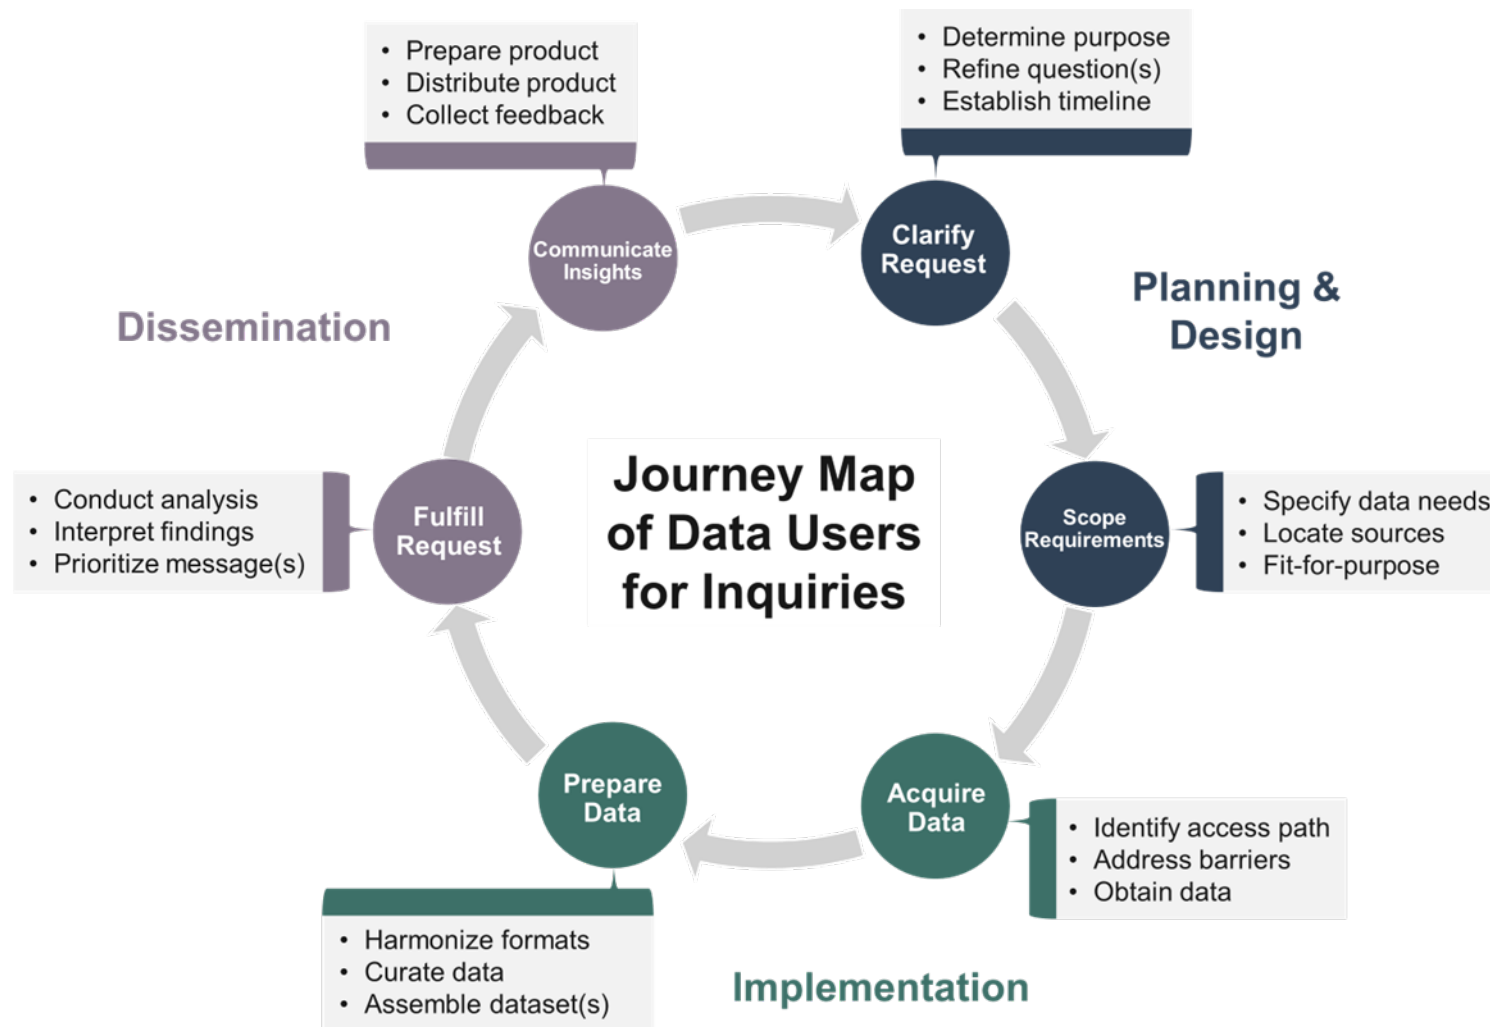 Journey Map
of Data Users
for Inquiries
Planning &
Design
Clarify
Request
• Determine purpose
• Refine question(s)
• Establish timeline
Scope
Requirements
• Specify data needs
• Locate sources
• Fit-for-purpose
Implementation
Acquire
Data
• Identify access path
• Address barriers
• Obtain data
Prepare
Data
• Harmonize formats
• Curate data
• Assemble dataset(s)
Dissemination
Fulfill
Request
• Conduct analysis
• Interpret findings
• Prioritize message(s)
Communicate
Insights
• Prepare product
• Distribute product
• Collect feedback